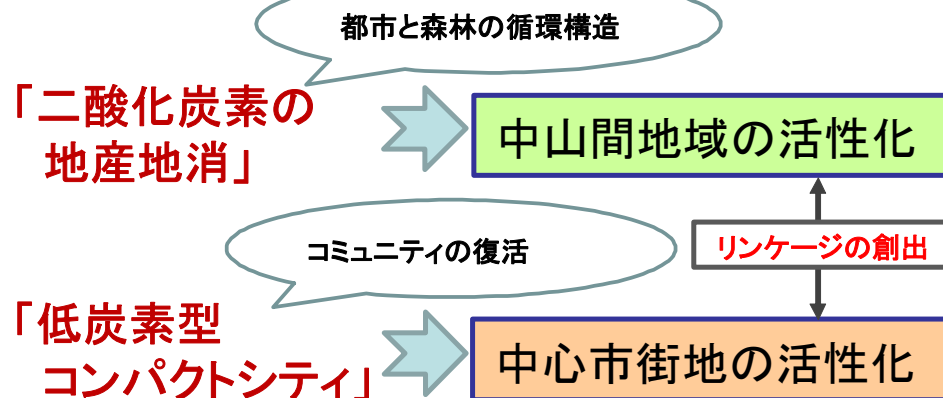 都市と森林の循環構造
「二酸化炭素の
地産地消」
中山間地域の活性化
リンケージの創出
コミュニティの復活
「低炭素型
コンパクトシティ」
中心市街地の活性化